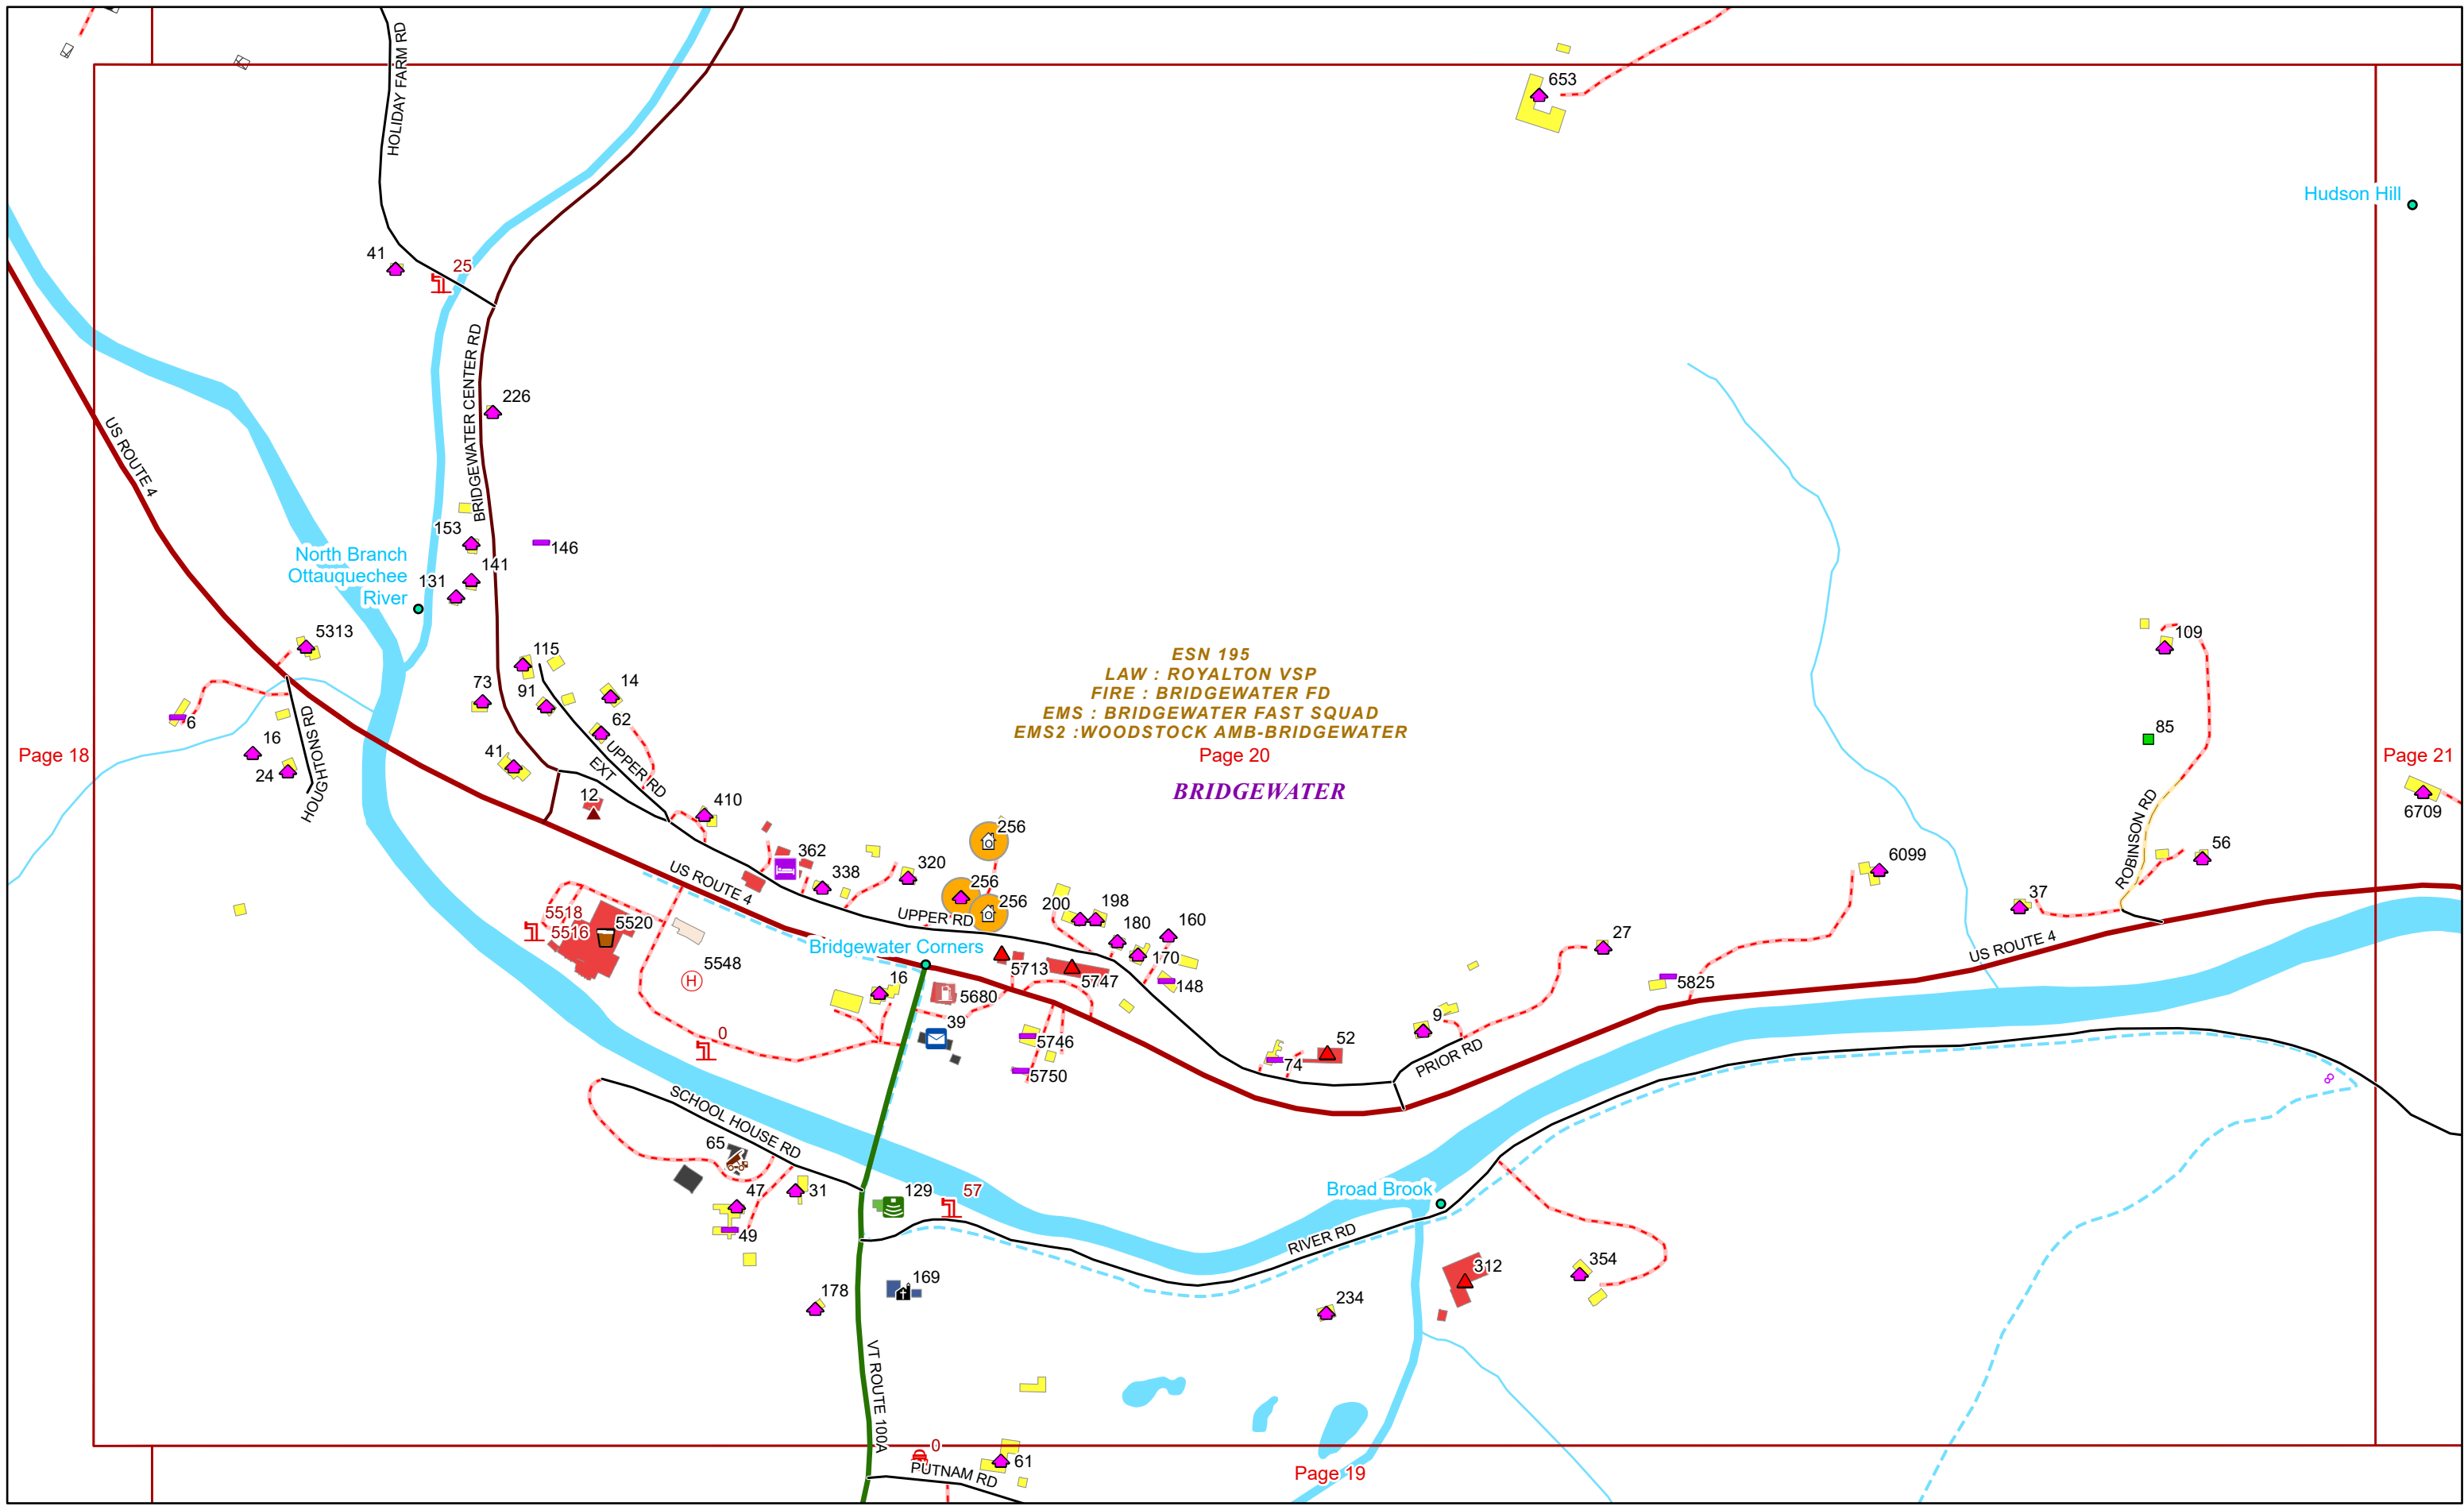 HOLIDAY FARM RD
653
Hudson Hill
41
25
BRIDGEWATER CENTER RD
226
US ROUTE 4
153
146
North Branch
Ottauquechee
River
141
131
5313
115
73
91
14
62
6
16
24
HOUGHTONS RD
41
UPPER RD
EXT
12
410
ESN 195
LAW : ROYALTON VSP
FIRE : BRIDGEWATER FD
EMS : BRIDGEWATER FAST SQUAD
EMS2 :WOODSTOCK AMB-BRIDGEWATER
Page 18
Page 20
Page 21
BRIDGEWATER
109
85
ROBINSON RD
6709
56
6099
37
US ROUTE 4
27
5825
362
338
320
256
256
256
US ROUTE 4
UPPER RD
200
198
180
160
170
148
5518
5516
5520
5548
H
Bridgewater Corners
5713
5747
16
5680
39
5746
5750
0
74
52
9
PRIOR RD
SCHOOL HOUSE RD
65
47
31
49
129
57
RIVER RD
Broad Brook
169
178
312
354
234
VT ROUTE 100A
0
61
PUTNAM RD
Page 19